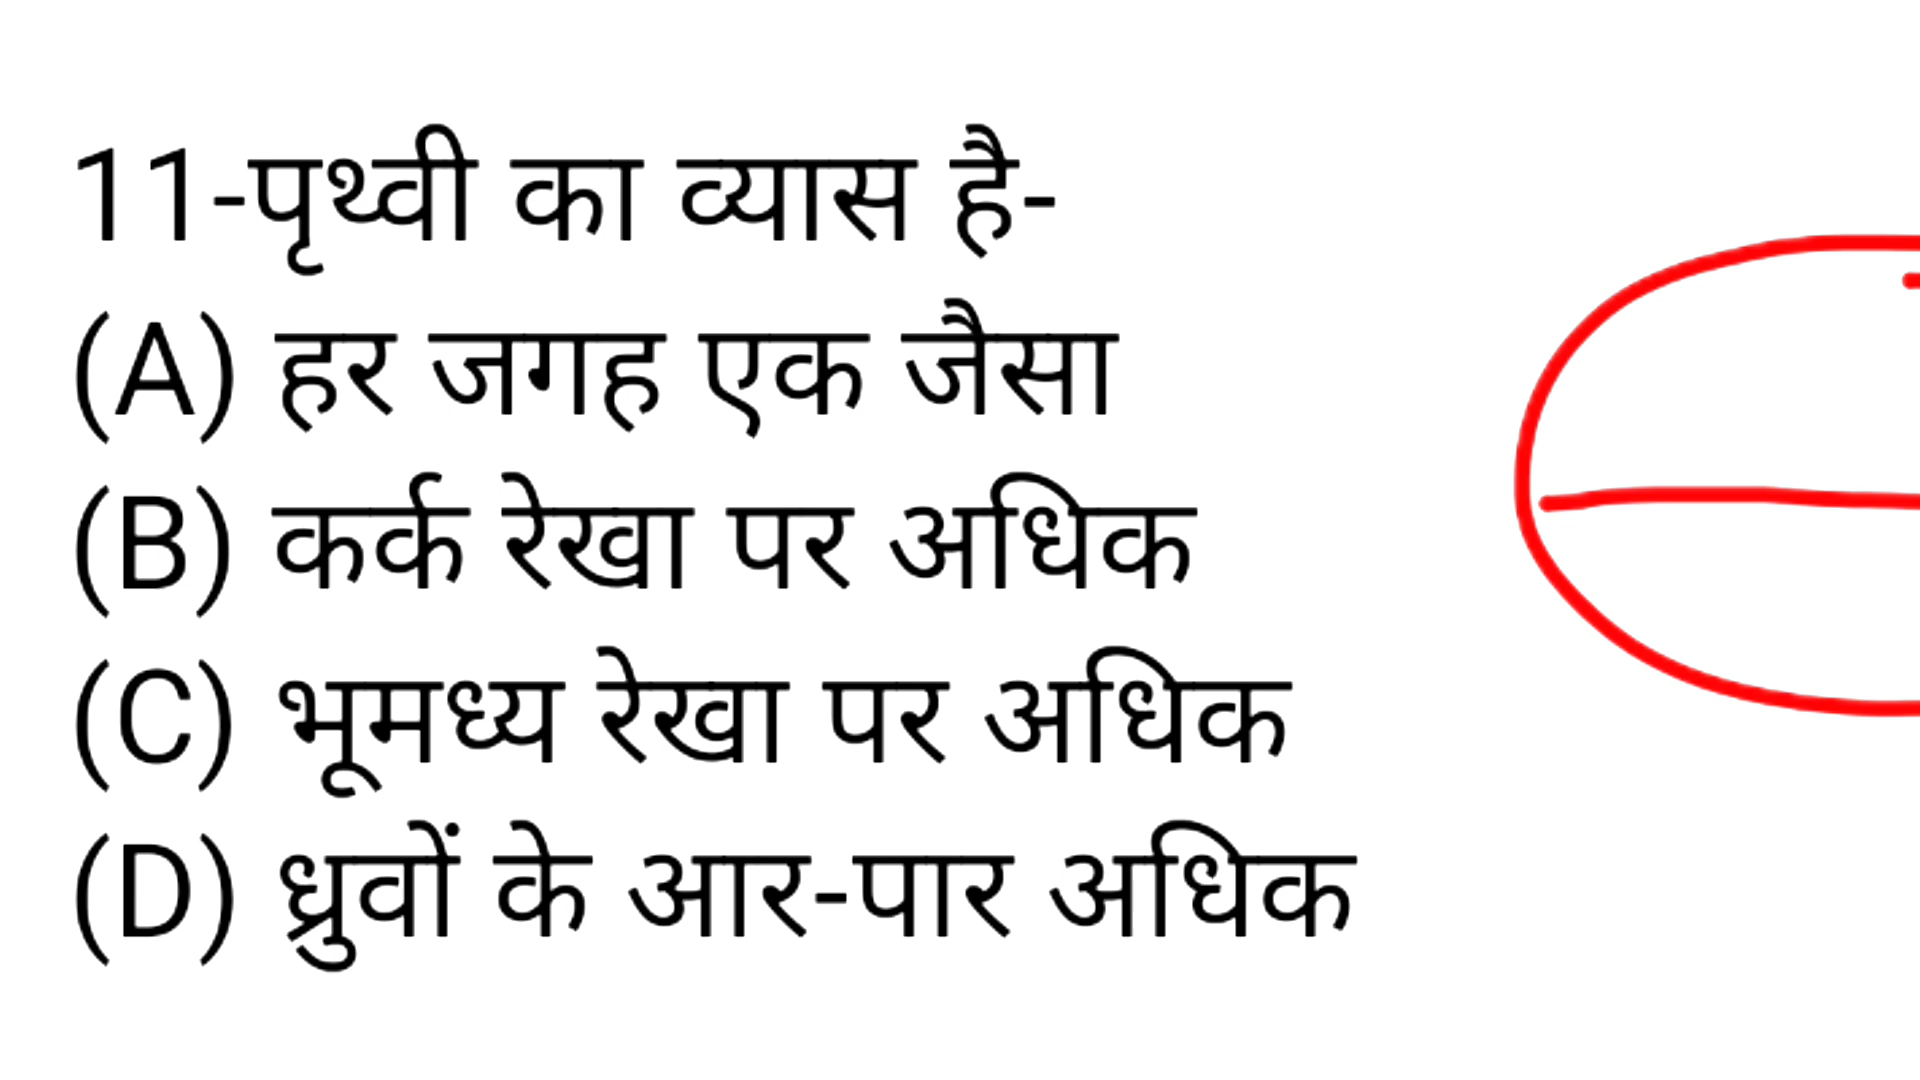 11-पृथ्वी का व्यास है-
(A) हर जगह एक जैसा
(B) कर्क रेखा पर अधिक
(C) भूमध्य रेखा पर अधिक
(D) ध्रुवों के आर-पार अधिक